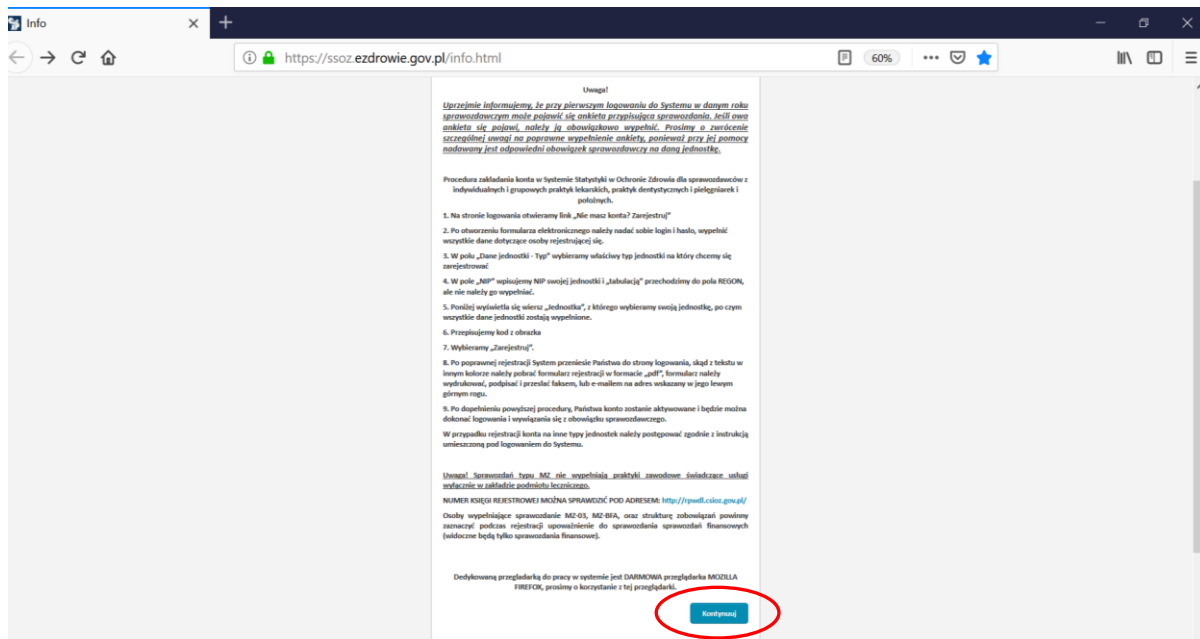 Info
https://ssoz.ezdrowie.gov.pl/info.html
60%
Uwaga!
Uprzejmie informujemy, że przy pierwszym logowaniu do Systemu w danym roku
sprawozdawczym może pojawić się ankieta przypisująca sprawozdania. Jeśli owa
ankieta się pojawi, należy ją obowiązkowo wypełnić. Prosimy o zwrócenie
szczególnej uwagi na poprawne wypełnienie ankiety, ponieważ przy jej pomocy
nadawany jest odpowiedni obowiązek sprawozdawczy na daną jednostkę.
Procedura zakładania konta w Systemie Statystyki w Ochronie Zdrowia dla sprawozdawców z
indywidualnych i grupowych praktyk lekarskich, praktyk dentystycznych i pielęgniarek i
położnych.
1. Na stronie logowania otwieramy link „Nie masz konta? Zarejestruj"
2. Po otworzeniu formularza elektronicznego należy nadać sobie login i hasło, wypełnić
wszystkie dane dotyczące osoby rejestrującej się.
3. W polu „Dane jednostki - Typ" wybieramy właściwy typ jednostki na który chcemy się
zarejestrować
4. W pole „NIP" wpisujemy NIP swojej jednostki i „tabulacją" przechodzimy do pola REGON,
ale nie należy go wypełniać.
5. Poniżej wyświetla się wiersz „Jednostka", z którego wybieramy swoją jednostkę, po czym
wszystkie dane jednostki zostają wypełnione.
6. Przepisujemy kod z obrazka
7. Wybieramy „Zarejestruj".
8. Po poprawnej rejestracji System przeniesie Państwa do strony logowania, skąd z tekstu w
innym kolorze należy pobrać formularz rejestracji w formacie „pdf", formularz należy
wydrukować, podpisać i przesłać faksem, lub e-mailem na adres wskazany w jego lewym
górnym rogu.
9. Po dopełnieniu powyższej procedury, Państwa konto zostanie aktywowane i będzie można
dokonać logowania i wywiązania się z obowiązku sprawozdawczego.
W przypadku rejestracji konta na inne typy jednostek należy postępować zgodnie z instrukcją
umieszczoną pod logowaniem do Systemu.
Uwaga! Sprawozdań typu MZ nie wypełniają praktyki zawodowe świadczące usługi
wyłącznie w zakładzie podmiotu leczniczego.
NUMER KSIĘGI REJESTROWEJ MOŻNA SPRAWDZIĆ POD ADRESEM: http://rpwdl.csioz.gov.pl/
Osoby wypełniające sprawozdanie MZ-03, MZ-BFA, oraz strukturę zobowiązań powinny
zaznaczyć podczas rejestracji upoważnienie do sprawozdania sprawozdań finansowych
(widoczne będą tylko sprawozdania finansowe).
Dedykowaną przegladarką do pracy w systemie jest DARMOWA przeglądarka MOZILLA
FIREFOX, prosimy o korzystanie z tej przeglądarki.
Kontynuuj